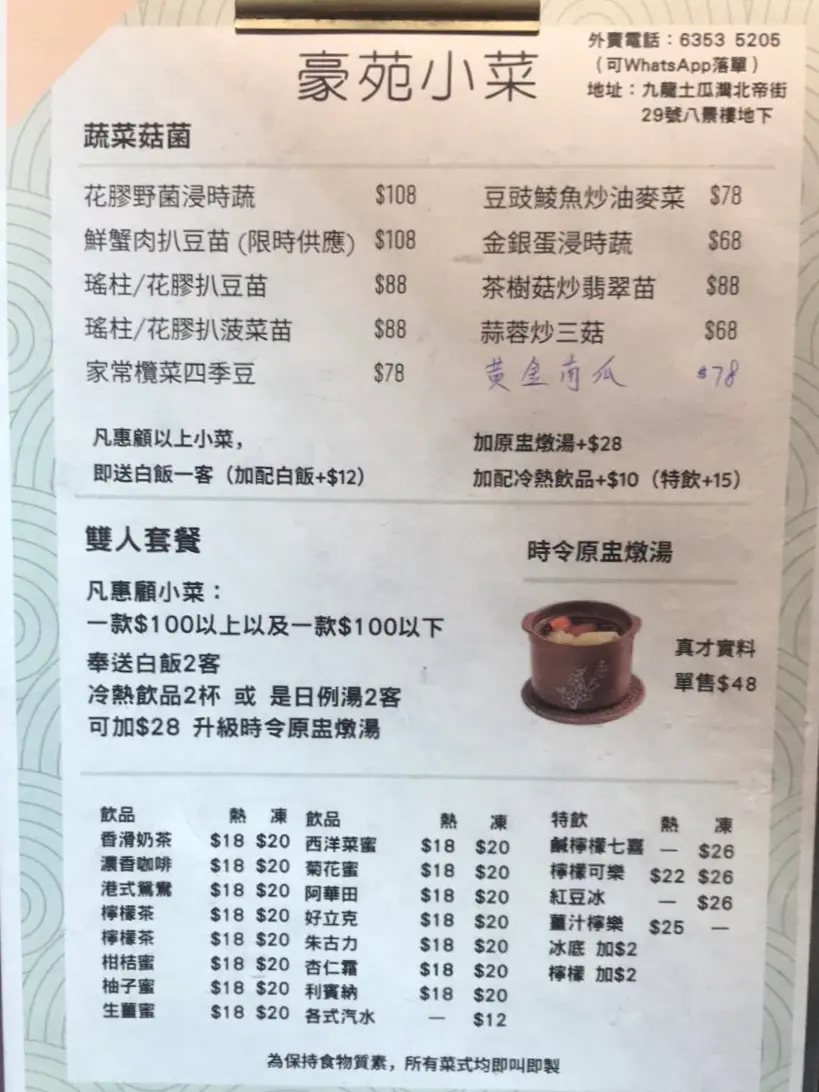 豪苑小菜
外賣電話：6353 5205
（可WhatsApp落單）
地址：九龍土瓜灣北帝街
29號八景樓地下
蔬菜菇菌
花膠野菌浸時蔬 $108
鮮蟹肉扒豆苗 (限時供應) $108
瑤柱/花膠扒豆苗 $88
瑤柱/花膠扒菠菜苗 $88
家常欖菜四季豆 $78
豆豉鯪魚炒油麥菜 $78
金銀蛋浸時蔬 $68
茶樹菇炒翡翠苗 $88
蒜蓉炒三菇 $68
黃金南瓜 $78
凡惠顧以上小菜，
即送白飯一客（加配白飯+$12）
加原盅燉湯+$28
加配冷熱飲品+$10（特飲+15）
雙人套餐
凡惠顧小菜：
一款$100以上以及一款$100以下
奉送白飯2客
冷熱飲品2杯 或 是日例湯2客
可加$28 升級時令原盅燉湯
時令原盅燉湯
真才實料
單售$48
飲品 熱 凍
香滑奶茶 $18 $20
濃香咖啡 $18 $20
港式鴛鴦 $18 $20
檸檬茶 $18 $20
檸檬茶 $18 $20
柑桔蜜 $18 $20
柚子蜜 $18 $20
生薑蜜 $18 $20
飲品 熱 凍
西洋菜蜜 $18 $20
菊花蜜 $18 $20
阿華田 $18 $20
好立克 $18 $20
朱古力 $18 $20
杏仁霜 $18 $20
利賓納 $18 $20
各式汽水 — $12
特飲 熱 凍
鹹檸檬七喜 — $26
檸檬可樂 $22 $26
紅豆冰 — $26
薑汁檸樂 $25 —
冰底 加$2
檸檬 加$2
為保持食物質素，所有菜式均即叫即製